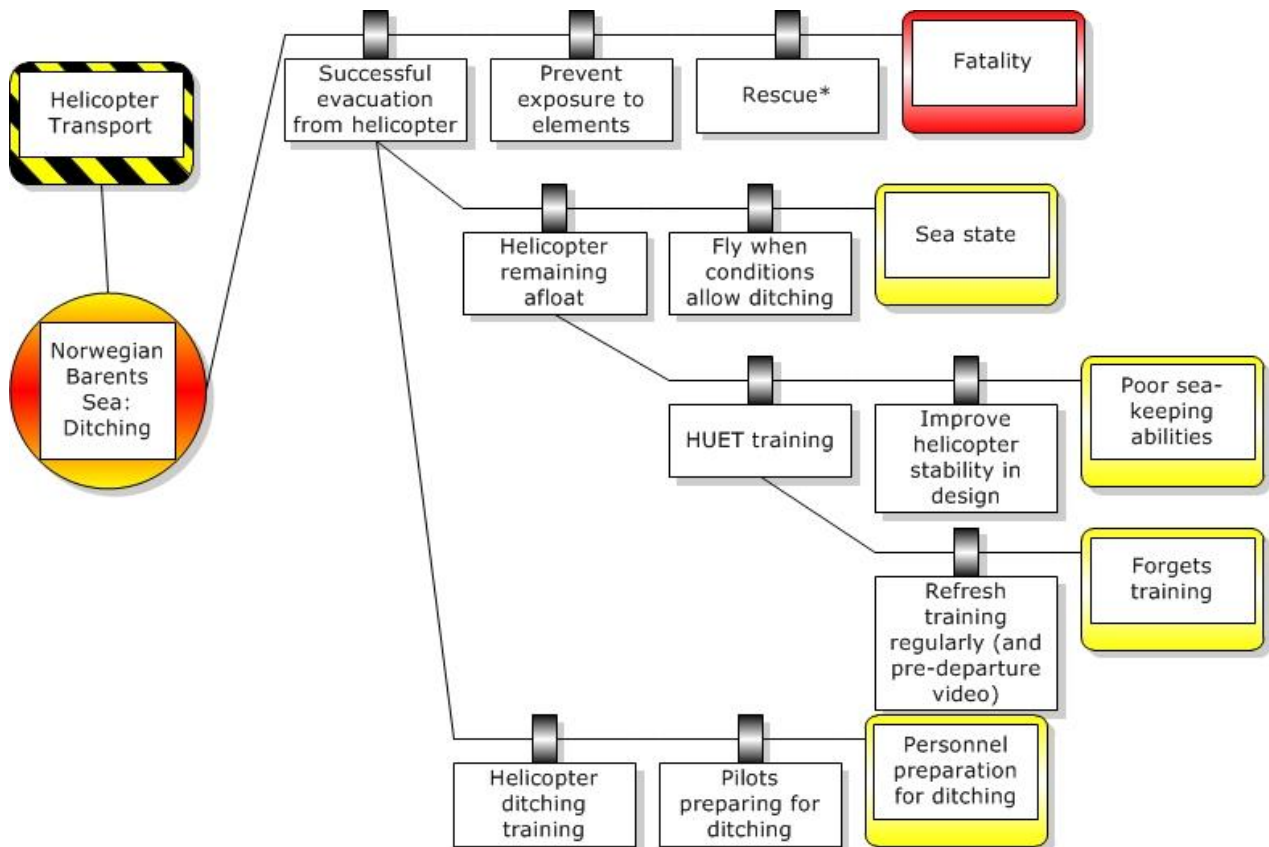 Helicopter
Transport
Norwegian
Barents
Sea:
Ditching
Successful
evacuation
from helicopter
Prevent
exposure to
elements
Rescue*
Fatality
Helicopter
remaining
afloat
Fly when
conditions
allow ditching
Sea state
HUET training
Improve
helicopter
stability in
design
Poor sea-
keeping
abilities
Refresh
training
regularly (and
pre-departure
video)
Forgets
training
Helicopter
ditching
training
Pilots
preparing for
ditching
Personnel
preparation
for ditching